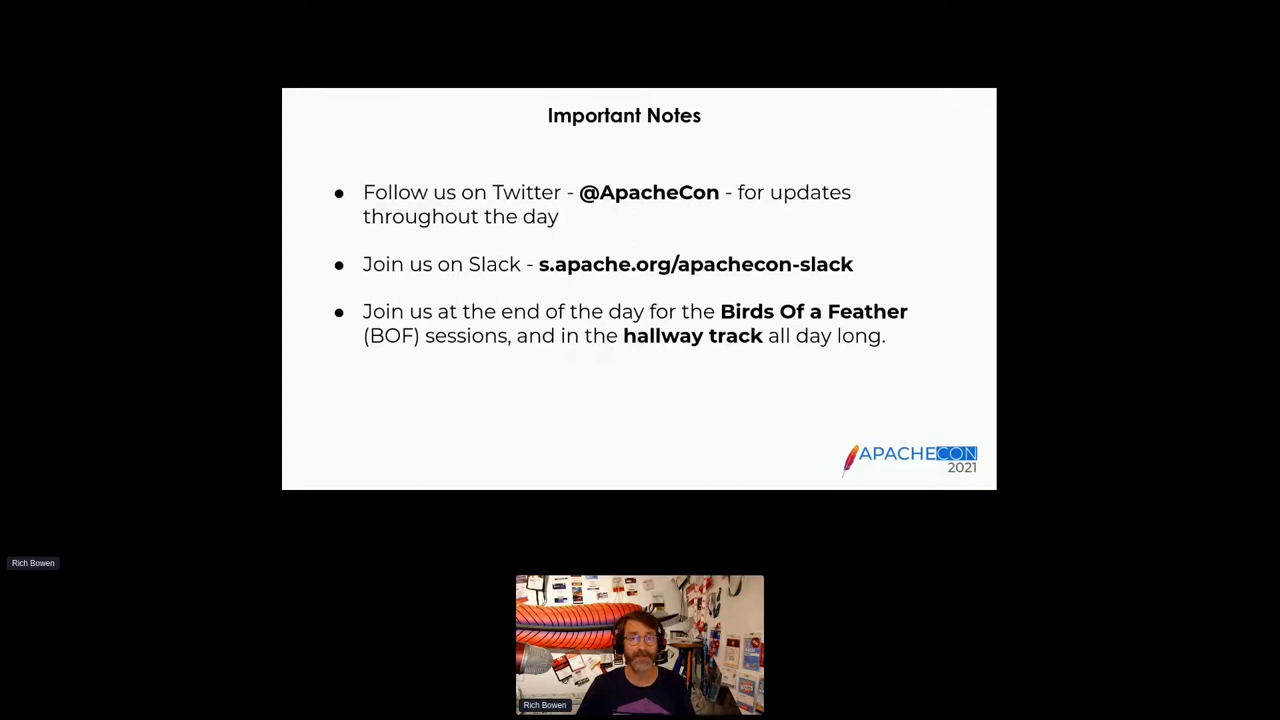 Important Notes
● Follow us on Twitter - @ApacheCon - for updates
throughout the day
● Join us on Slack - s.apache.org/apachecon-slack
● Join us at the end of the day for the Birds Of a Feather
(BOF) sessions, and in the hallway track all day long.
APACHECON
2021
Rich Bowen
Rich Bowen